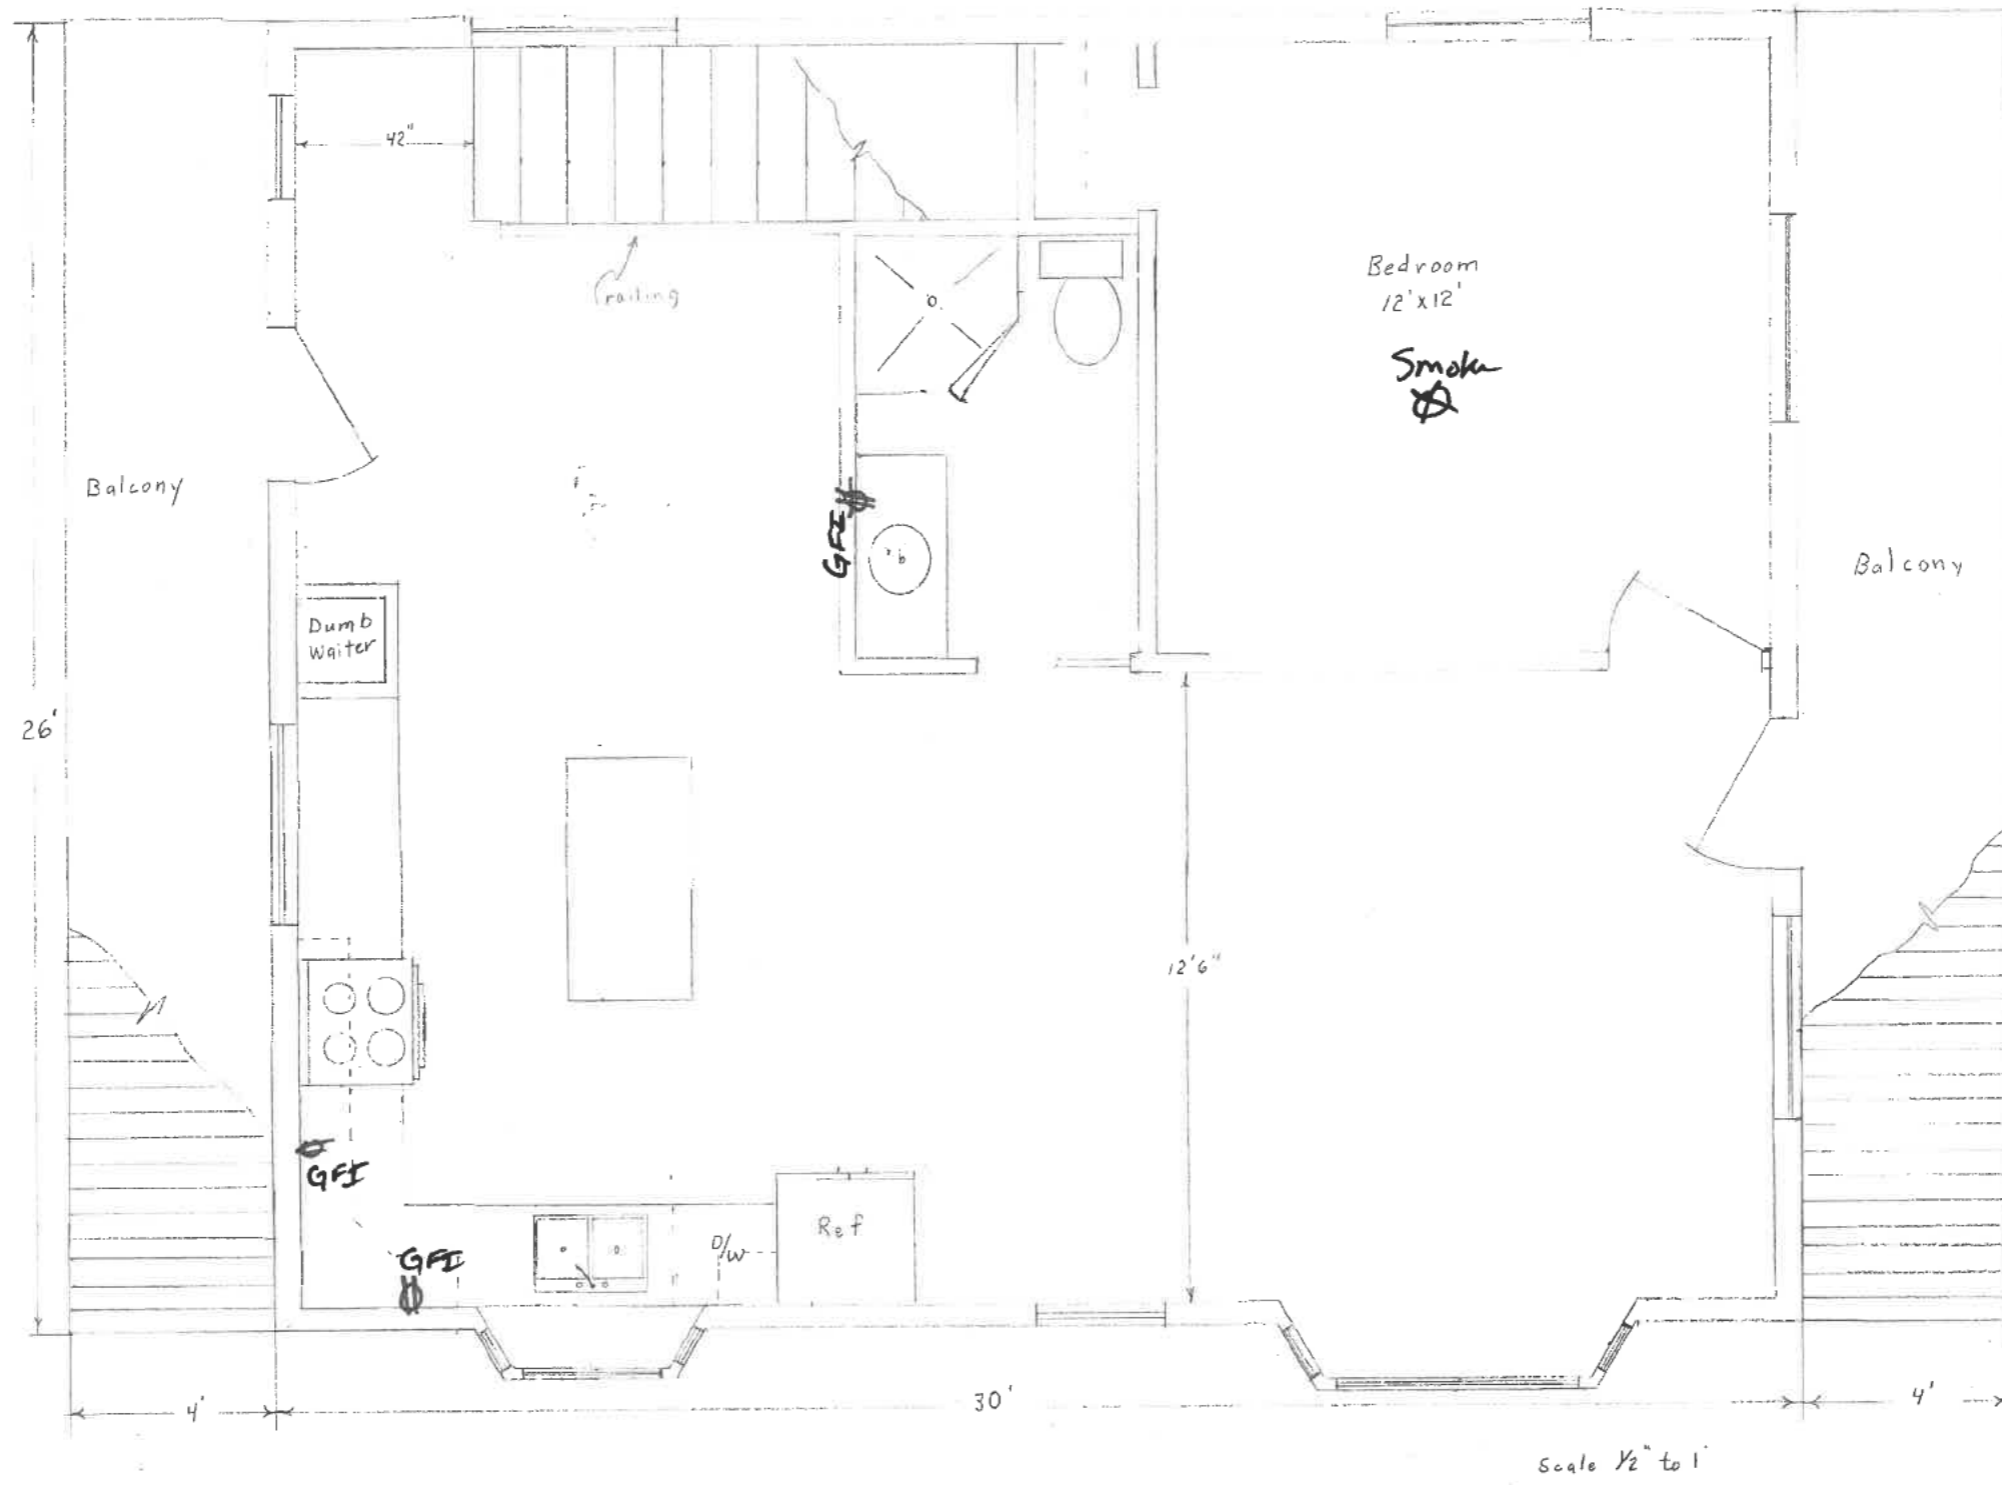 42"
railing
Bedroom
12'x12'
Smoke
Balcony
GFI
Balcony
Dumb
Waiter
26'
12'6"
GFI
GFI
D/W
Ref
4'
30'
4'
Scale 1/2" to 1'